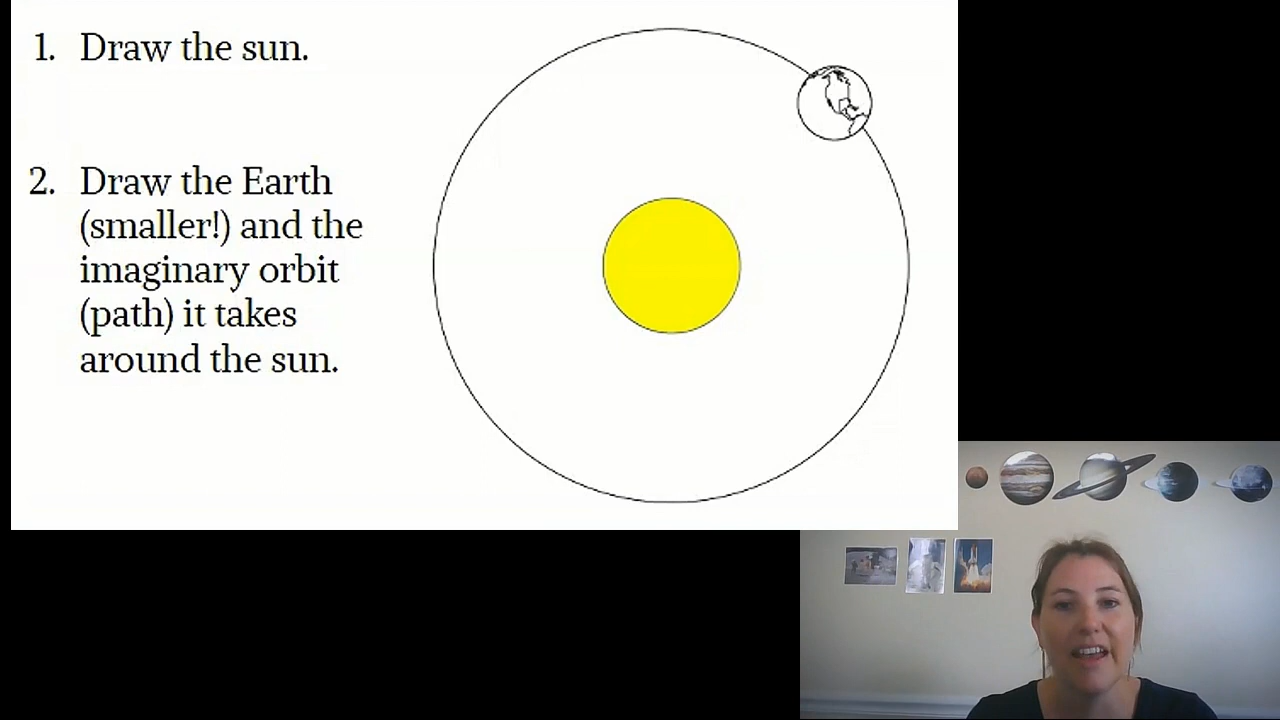 1. Draw the sun.
2. Draw the Earth
(smaller!) and the
imaginary orbit
(path) it takes
around the sun.